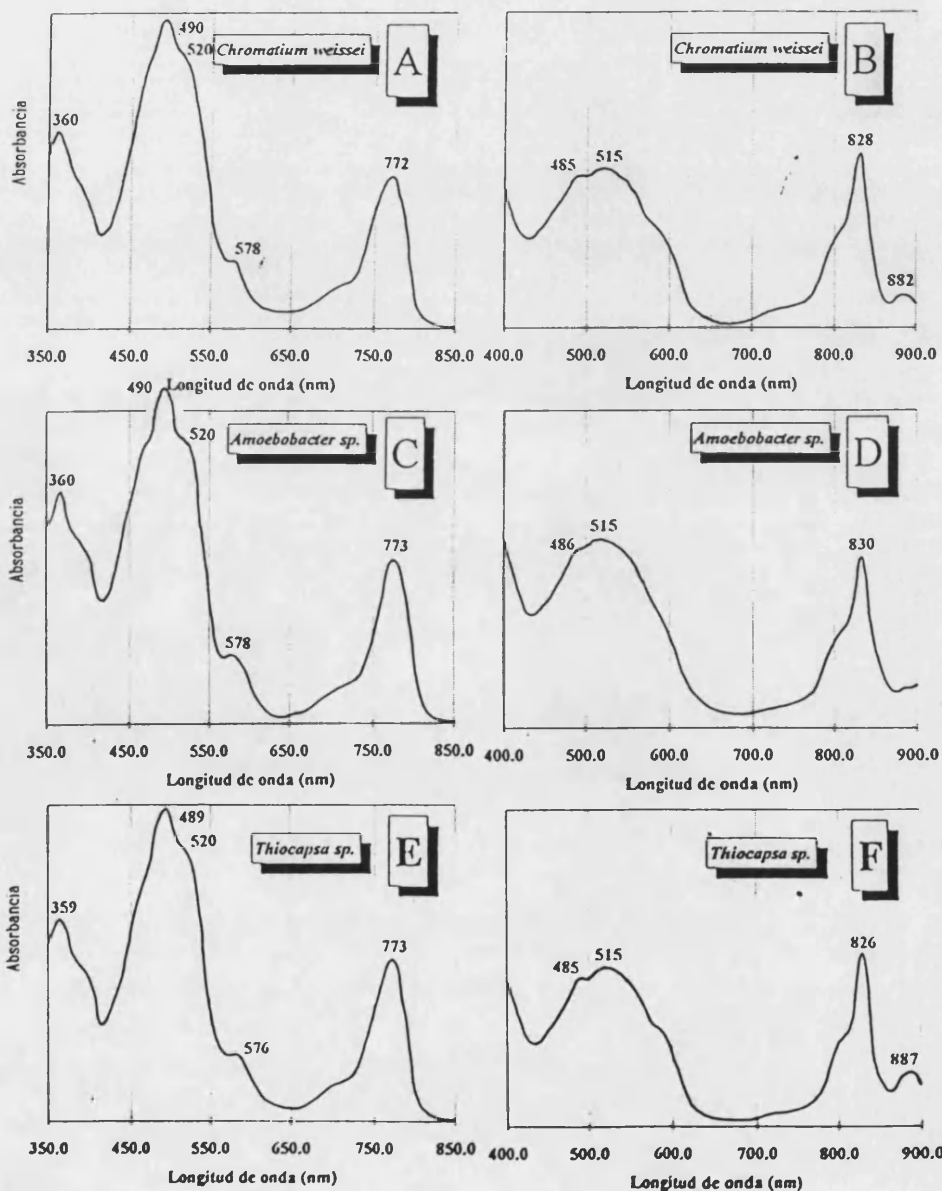 490
520
Chromatium weissei
A
360
772
578
Absorbancia
350.0 450.0 550.0 650.0 750.0 850.0
Longitud de onda (nm)
Chromatium weissei
B
828
485 515
882
400.0 500.0 600.0 700.0 800.0 900.0
Longitud de onda (nm)
490
520
Amoebobacter sp.
C
360
773
578
Absorbancia
350.0 450.0 550.0 650.0 750.0 850.0
Longitud de onda (nm)
Amoebobacter sp.
D
486 515
830
400.0 500.0 600.0 700.0 800.0 900.0
Longitud de onda (nm)
489
520
Thiocapsa sp.
E
359
773
576
Absorbancia
350.0 450.0 550.0 650.0 750.0 850.0
Longitud de onda (nm)
Thiocapsa sp.
F
826
485 515
887
400.0 500.0 600.0 700.0 800.0 900.0
Longitud de onda (nm)